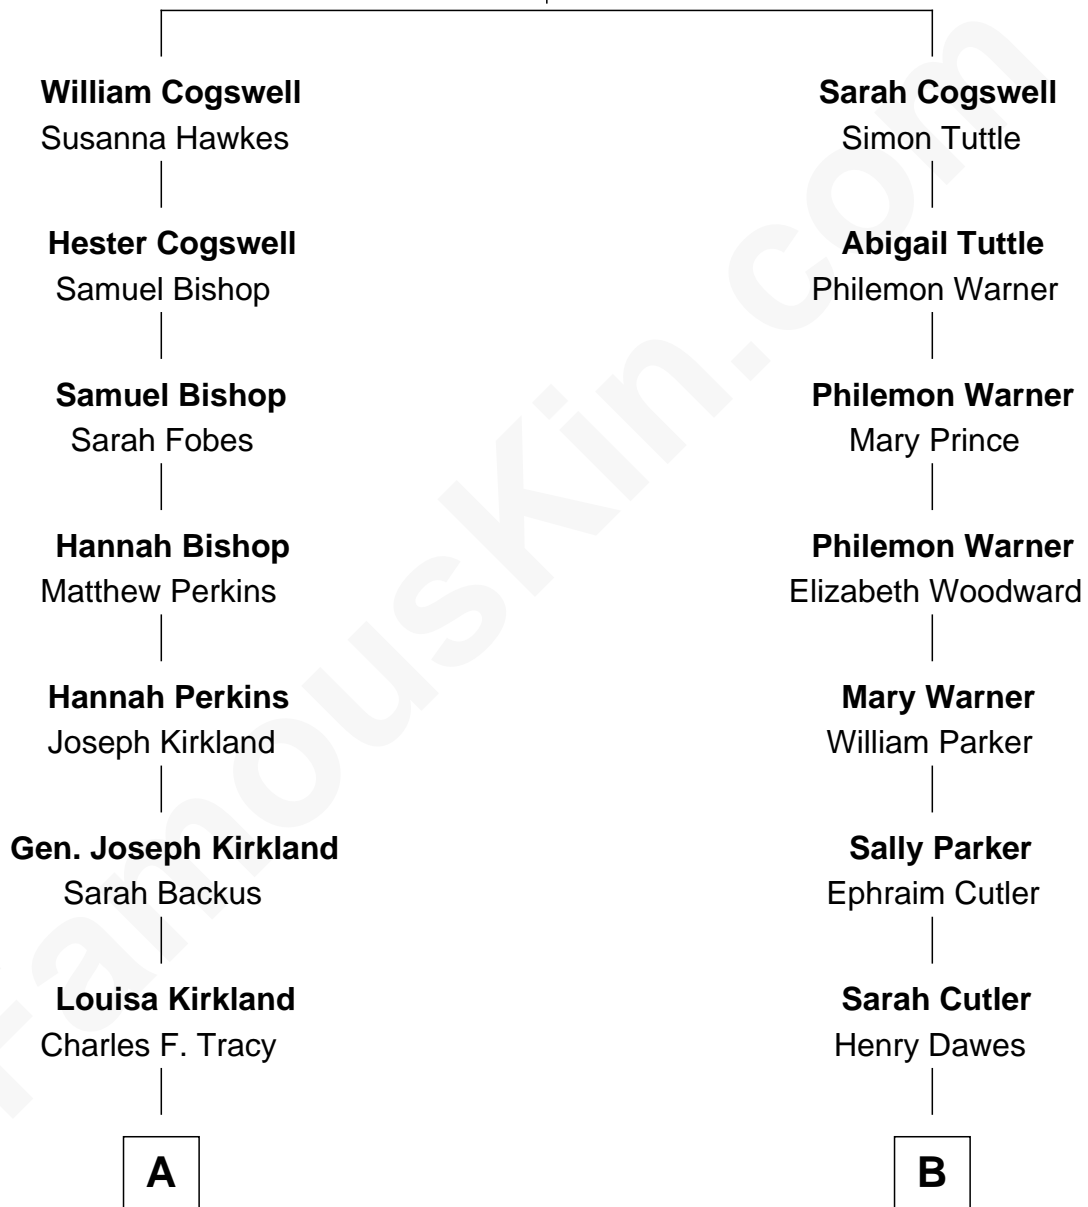 William Cogswell
Susanna Hawkes
Hester Cogswell
Samuel Bishop
Samuel Bishop
Sarah Fobes
Hannah Bishop
Matthew Perkins
Hannah Perkins
Joseph Kirkland
Gen. Joseph Kirkland
Sarah Backus
Louisa Kirkland
Charles F. Tracy
A
Sarah Cogswell
Simon Tuttle
Abigail Tuttle
Philemon Warner
Philemon Warner
Mary Prince
Philemon Warner
Elizabeth Woodward
Mary Warner
William Parker
Sally Parker
Ephraim Cutler
Sarah Cutler
Henry Dawes
B
FamousKin.com